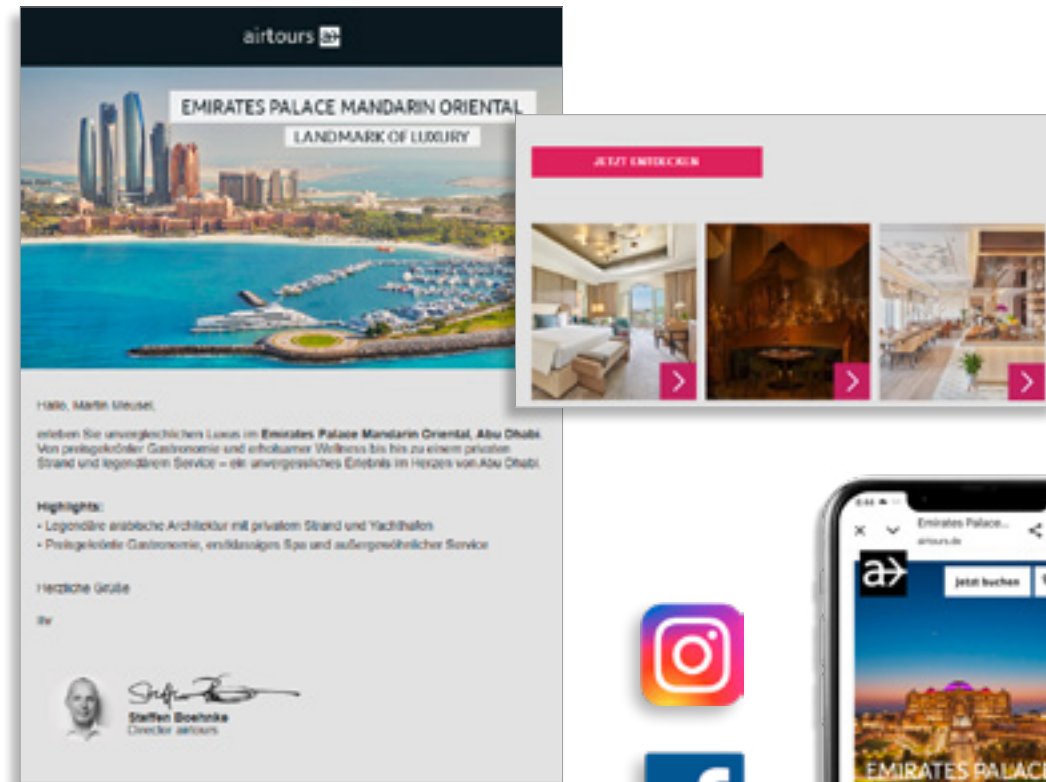 airtours
EMIRATES PALACE MANDARIN ORIENTAL
LANDMARK OF LUXURY
JETZT ENTDECKEN
Hallo, Martin Meusel,
erleben Sie unvergleichlichen Luxus im Emirates Palace Mandarin Oriental, Abu Dhabi.
Von preisgekrönter Gastronomie und erholsamer Wellness bis hin zu einem privaten
Strand und legendärem Service – ein unvergessliches Erlebnis im Herzen von Abu Dhabi.
Highlights:
- Legendäre arabische Architektur mit privatem Strand und Yachthafen
- Preisgekrönte Gastronomie, erstklassiges Spa und außergewöhnlicher Service
Herzliche Grüße
Ihr
Steffen Boehnke
Director airtours
Emirates Palace...
airtours.de
a
Jetzt buchen
EMIRATES PALACE
f